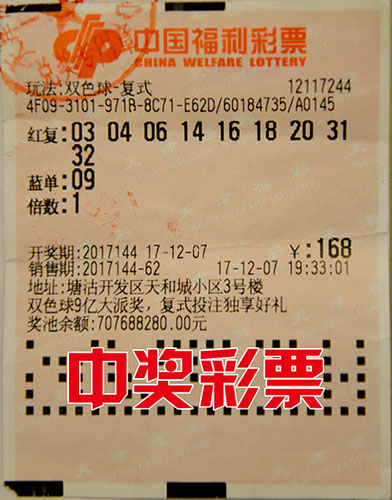 中国福利彩票
CHINA WELFARE LOTTERY
玩法:双色球-复式 12117244
4F09-3101-971B-8C71-E62D/60184735/A0145
红复:03 04 06 14 16 18 20 31
32
蓝单:09
倍数:1
开奖期:2017144 17-12-07 ¥:168
销售期:2017144-62 17-12-07 19:33:01
地址:塘沽开发区天和城小区3号楼
双色球9亿大派奖，复式投注独享好礼
奖池余额:707688280.00元
中奖彩票